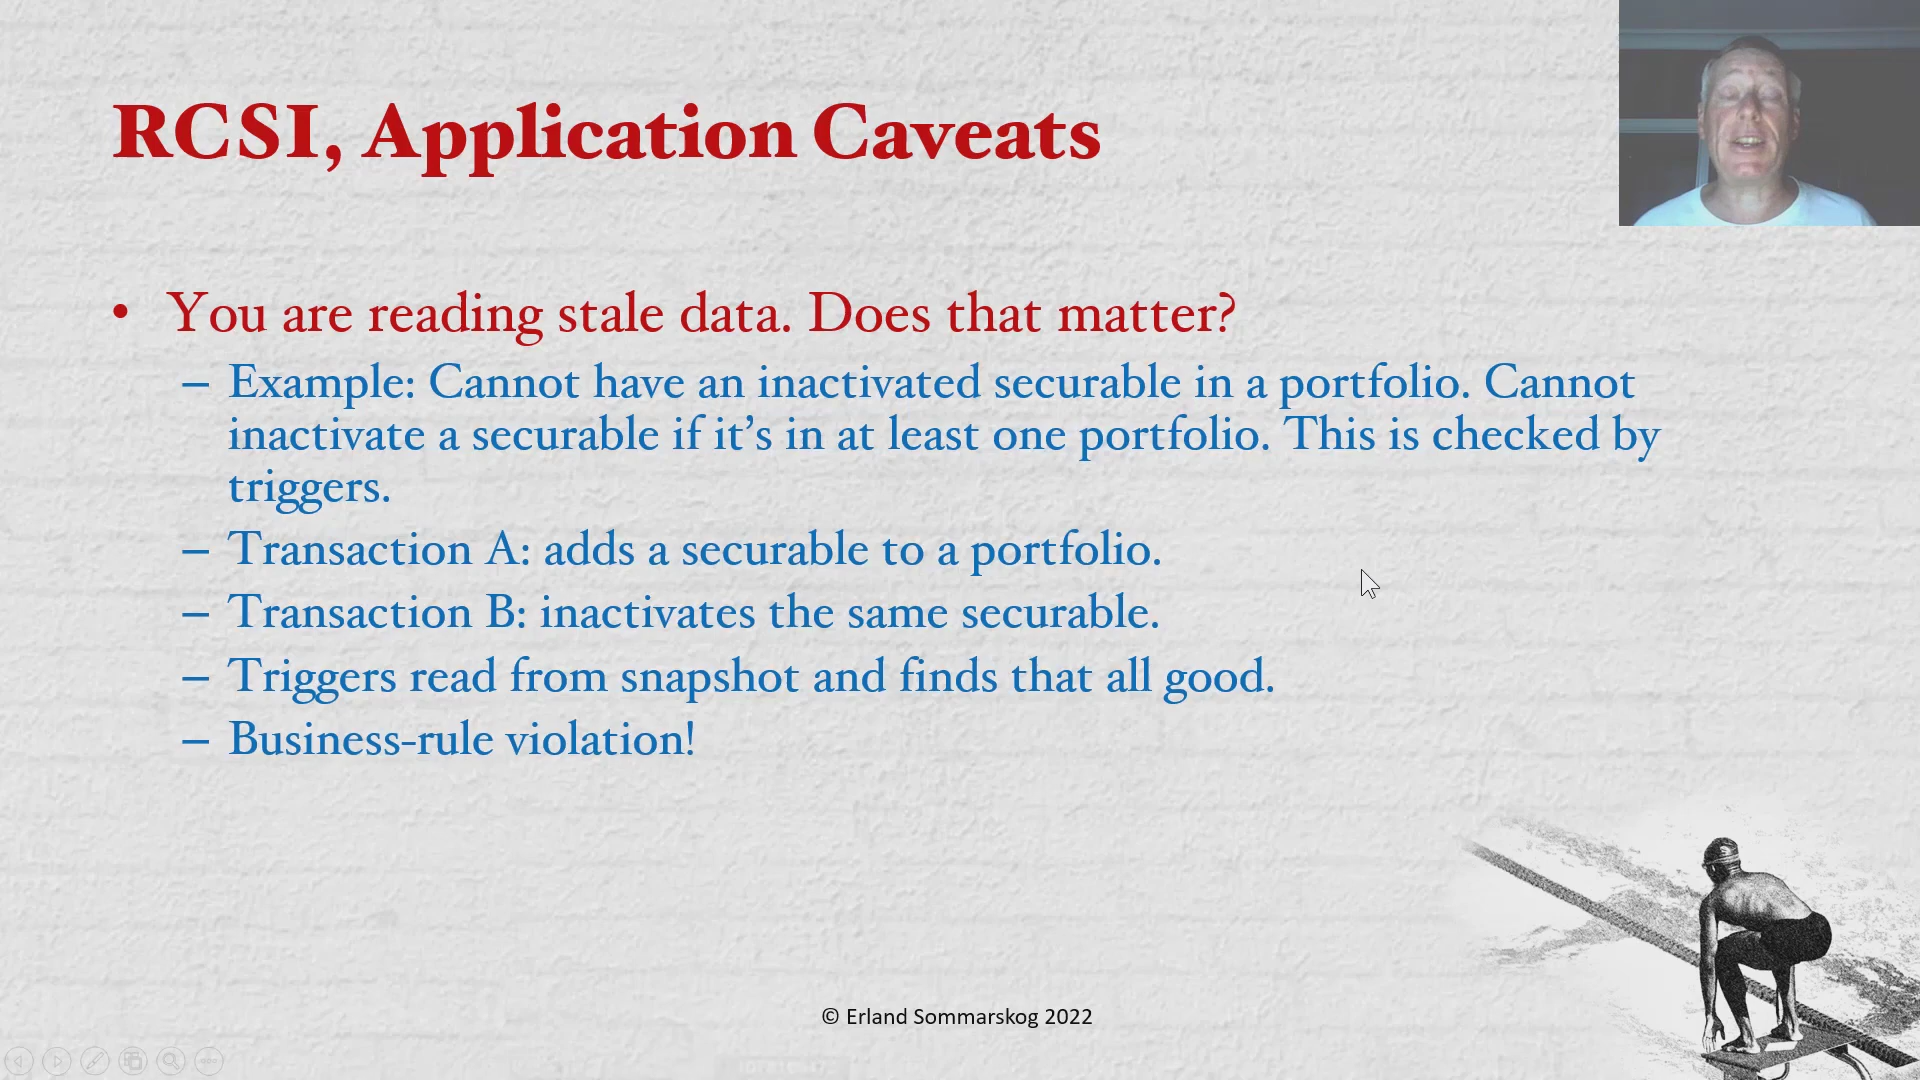 RCSI, Application Caveats
• You are reading stale data. Does that matter?
– Example: Cannot have an inactivated securable in a portfolio. Cannot
inactivate a securable if it’s in at least one portfolio. This is checked by
triggers.
– Transaction A: adds a securable to a portfolio.
– Transaction B: inactivates the same securable.
– Triggers read from snapshot and finds that all good.
– Business-rule violation!
© Erland Sommarskog 2022